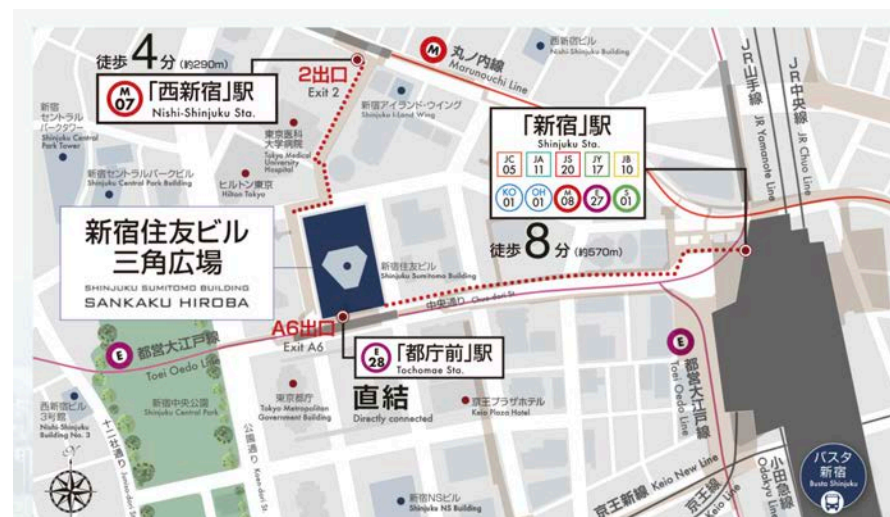 徒歩4分(約290m)
M
07
「西新宿」駅
Nishi-Shinjuku Sta.
2出口
Exit 2
M
丸ノ内線
Marunouchi Line
西新宿ビル
Nishi-Shinjuku Building
JR山手線
JR Yamanote Line
JR中央線
JR Chuo Line
新宿
セントラル
パークタワー
Shinjuku Central
Park Tower
東京医科
大学病院
Tokyo Medical
University
Hospital
新宿アイランド・ウイング
Shinjuku I-Land Wing
「新宿」駅
Shinjuku Sta.
JC
05
JA
11
JS
20
JY
17
JB
10
KO
01
OH
01
M
08
E
27
S
01
徒歩8分(約570m)
新宿セントラルパークビル
Shinjuku Central Park Building
ヒルトン東京
Hilton Tokyo
新宿住友ビル
三角広場
SHINJUKU SUMITOMO BUILDING
SANKAKU HIROBA
新宿住友ビル
Shinjuku Sumitomo Building
中央通り Chuo-dori St.
A6出口
Exit A6
E
28
「都庁前」駅
Tochomae Sta.
直結
Directly connected
E
都営大江戸線
Toei Oedo Line
E
都営大江戸線
Toei Oedo Line
西新宿ビル
3号館
Nishi-Shinjuku
Building No. 3
新宿中央公園
Shinjuku Central Park
東京都庁
Tokyo Metropolitan
Government Building
京王プラザホテル
Keio Plaza Hotel
十二社通り Juniso-dori St.
公園通り Koen-dori St.
新宿NSビル
Shinjuku NS Building
京王新線 Keio New Line
京王線
Keio Line
小田急線
Odakyu Line
バスタ
新宿
Busta Shinjuku
N